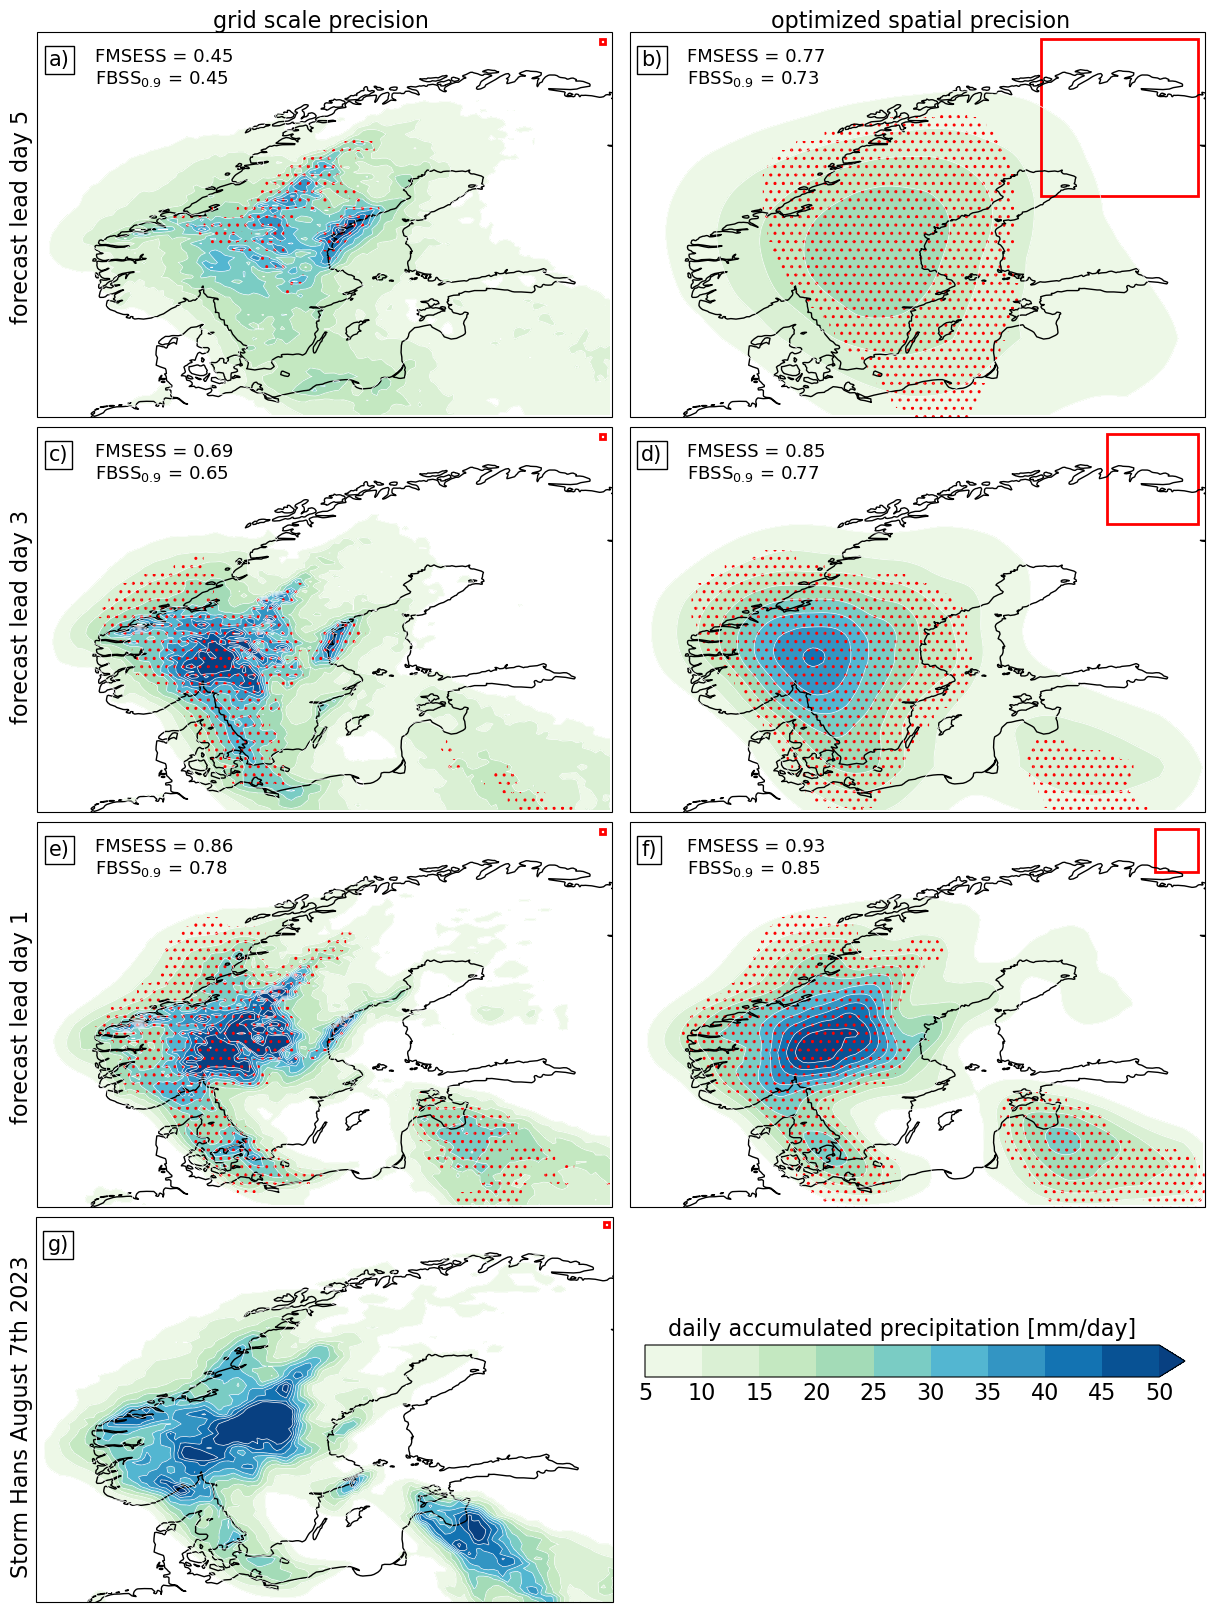 grid scale precision
optimized spatial precision
forecast lead day 5
a)
FMSESS = 0.45
FBSS0.9 = 0.45
b)
FMSESS = 0.77
FBSS0.9 = 0.73
forecast lead day 3
c)
FMSESS = 0.69
FBSS0.9 = 0.65
d)
FMSESS = 0.85
FBSS0.9 = 0.77
forecast lead day 1
e)
FMSESS = 0.86
FBSS0.9 = 0.78
f)
FMSESS = 0.93
FBSS0.9 = 0.85
Storm Hans August 7th 2023
g)
daily accumulated precipitation [mm/day]
5 10 15 20 25 30 35 40 45 50